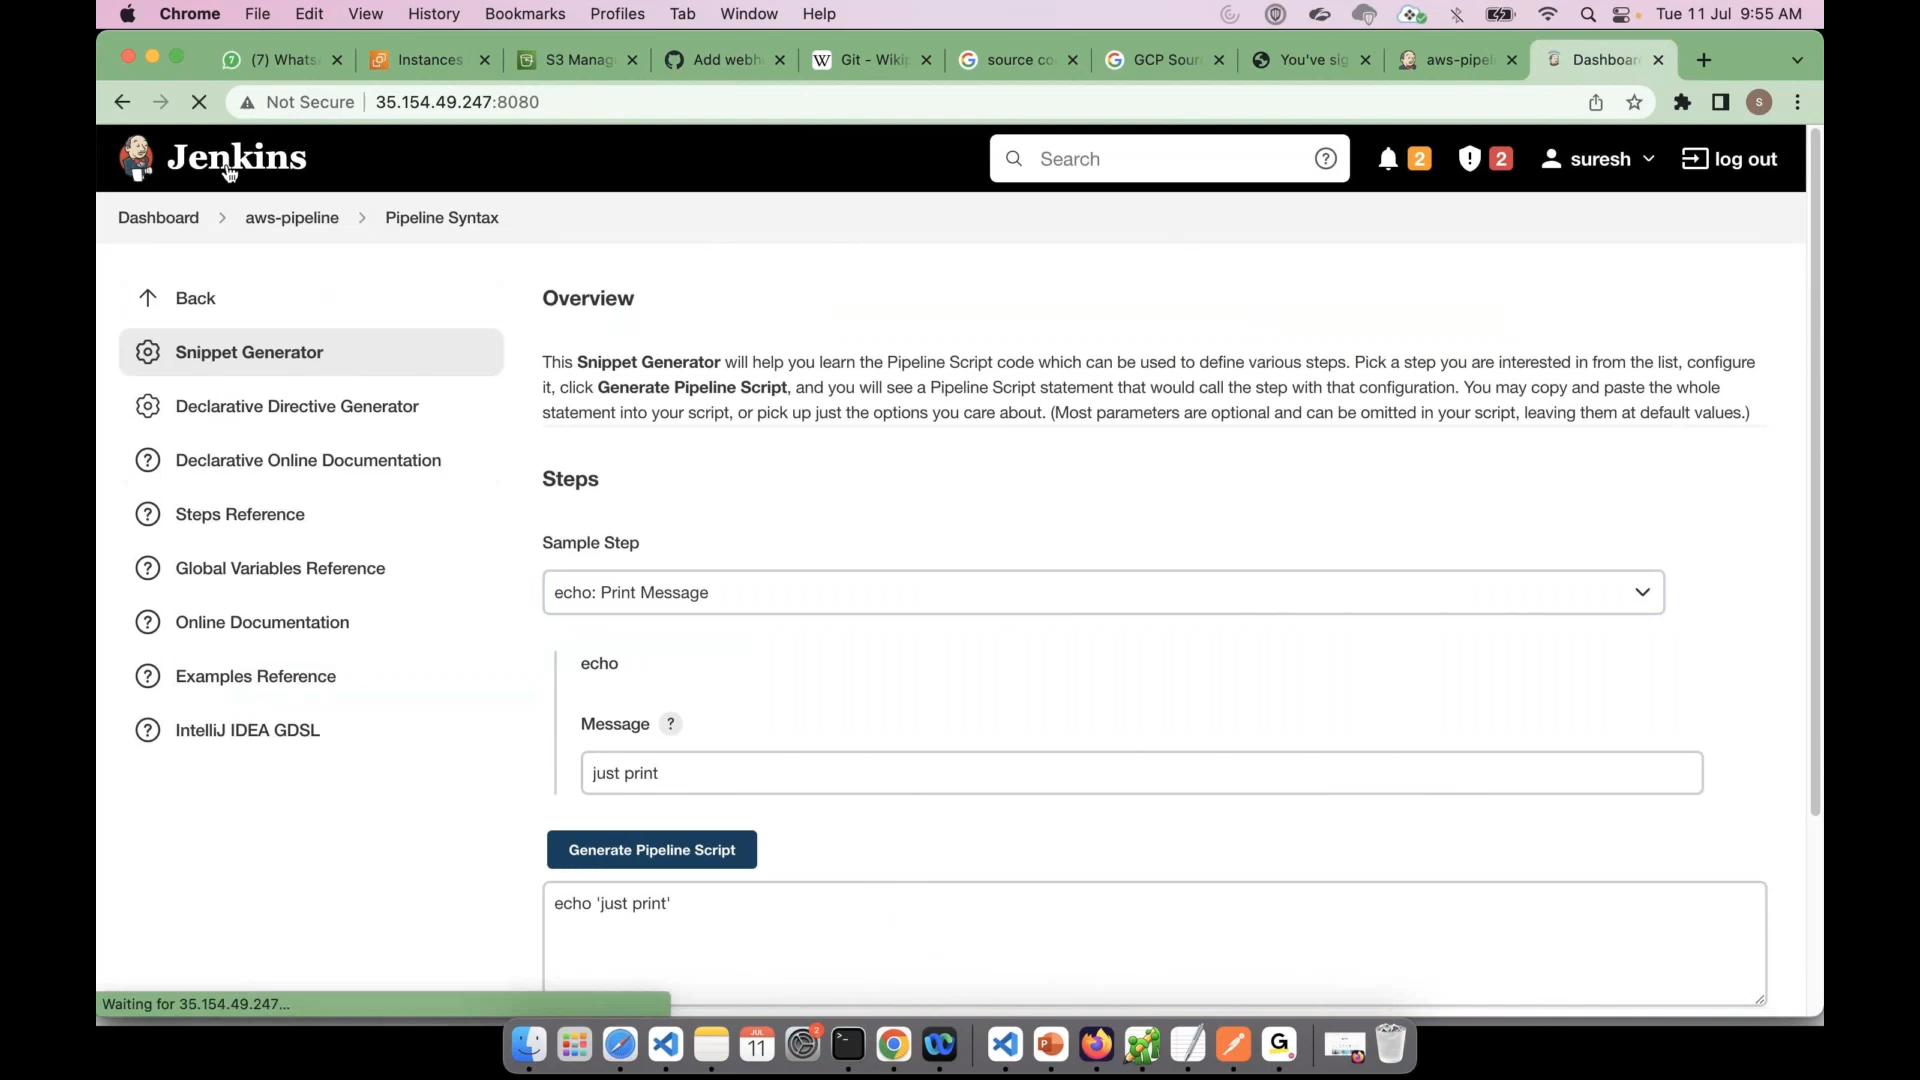 Chrome File Edit View History Bookmarks Profiles Tab Window Help Tue 11 Jul 9:55 AM
(7) Whats Instances S3 Manag Add webh Git - Wikip source co GCP Sour You've sig aws-pipel Dashboar
Not Secure 35.154.49.247:8080 s
Jenkins Search 2 2 suresh log out
Dashboard aws-pipeline Pipeline Syntax
Back
Snippet Generator
Declarative Directive Generator
Declarative Online Documentation
Steps Reference
Global Variables Reference
Online Documentation
Examples Reference
IntelliJ IDEA GDSL
Overview
This Snippet Generator will help you learn the Pipeline Script code which can be used to define various steps. Pick a step you are interested in from the list, configure
it, click Generate Pipeline Script, and you will see a Pipeline Script statement that would call the step with that configuration. You may copy and paste the whole
statement into your script, or pick up just the options you care about. (Most parameters are optional and can be omitted in your script, leaving them at default values.)
Steps
Sample Step
echo: Print Message
echo
Message ?
just print
Generate Pipeline Script
echo 'just print'
Waiting for 35.154.49.247...
JUL
11
2